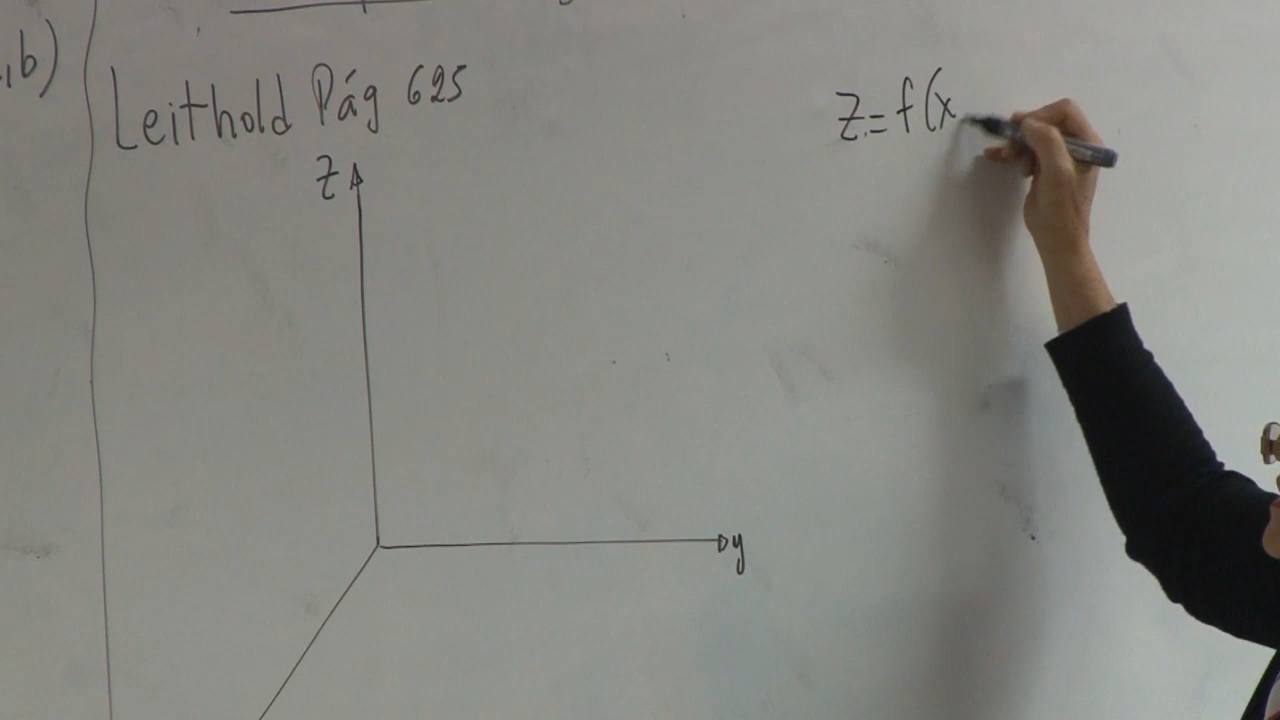 ,b)
Leithold Pág 625
z
z = f(x
y